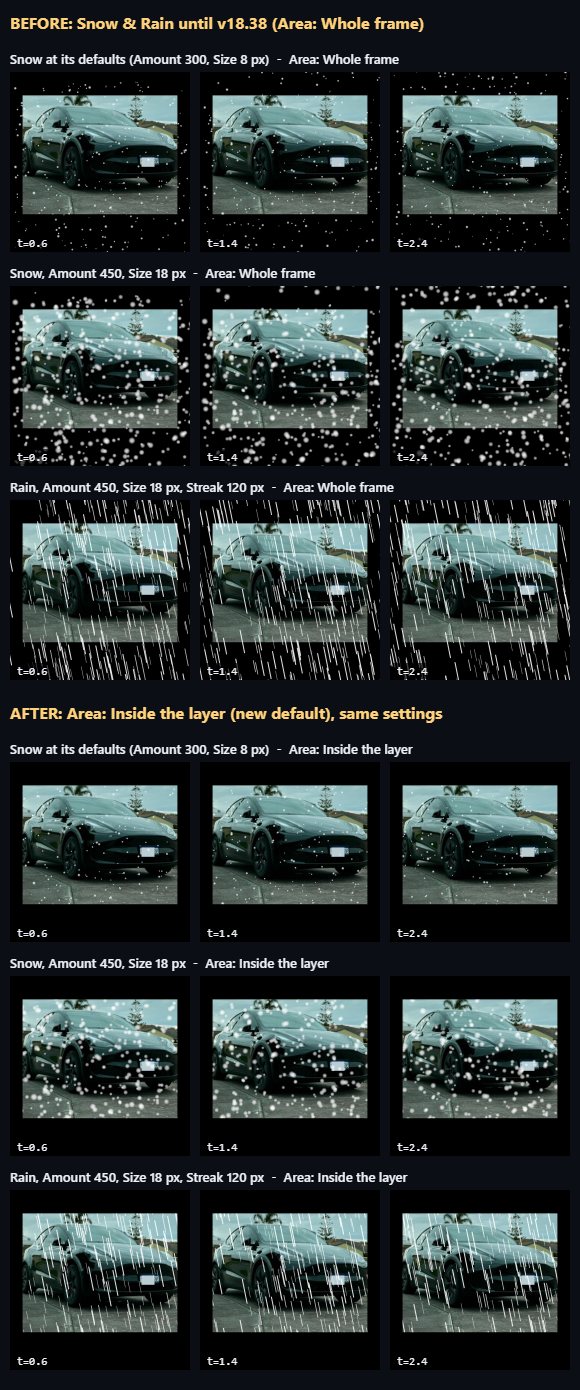 BEFORE: Snow & Rain until v18.38 (Area: Whole frame)
Snow at its defaults (Amount 300, Size 8 px) - Area: Whole frame
t=0.6 t=1.4 t=2.4
Snow, Amount 450, Size 18 px - Area: Whole frame
t=0.6 t=1.4 t=2.4
Rain, Amount 450, Size 18 px, Streak 120 px - Area: Whole frame
t=0.6 t=1.4 t=2.4
AFTER: Area: Inside the layer (new default), same settings
Snow at its defaults (Amount 300, Size 8 px) - Area: Inside the layer
t=0.6 t=1.4 t=2.4
Snow, Amount 450, Size 18 px - Area: Inside the layer
t=0.6 t=1.4 t=2.4
Rain, Amount 450, Size 18 px, Streak 120 px - Area: Inside the layer
t=0.6 t=1.4 t=2.4